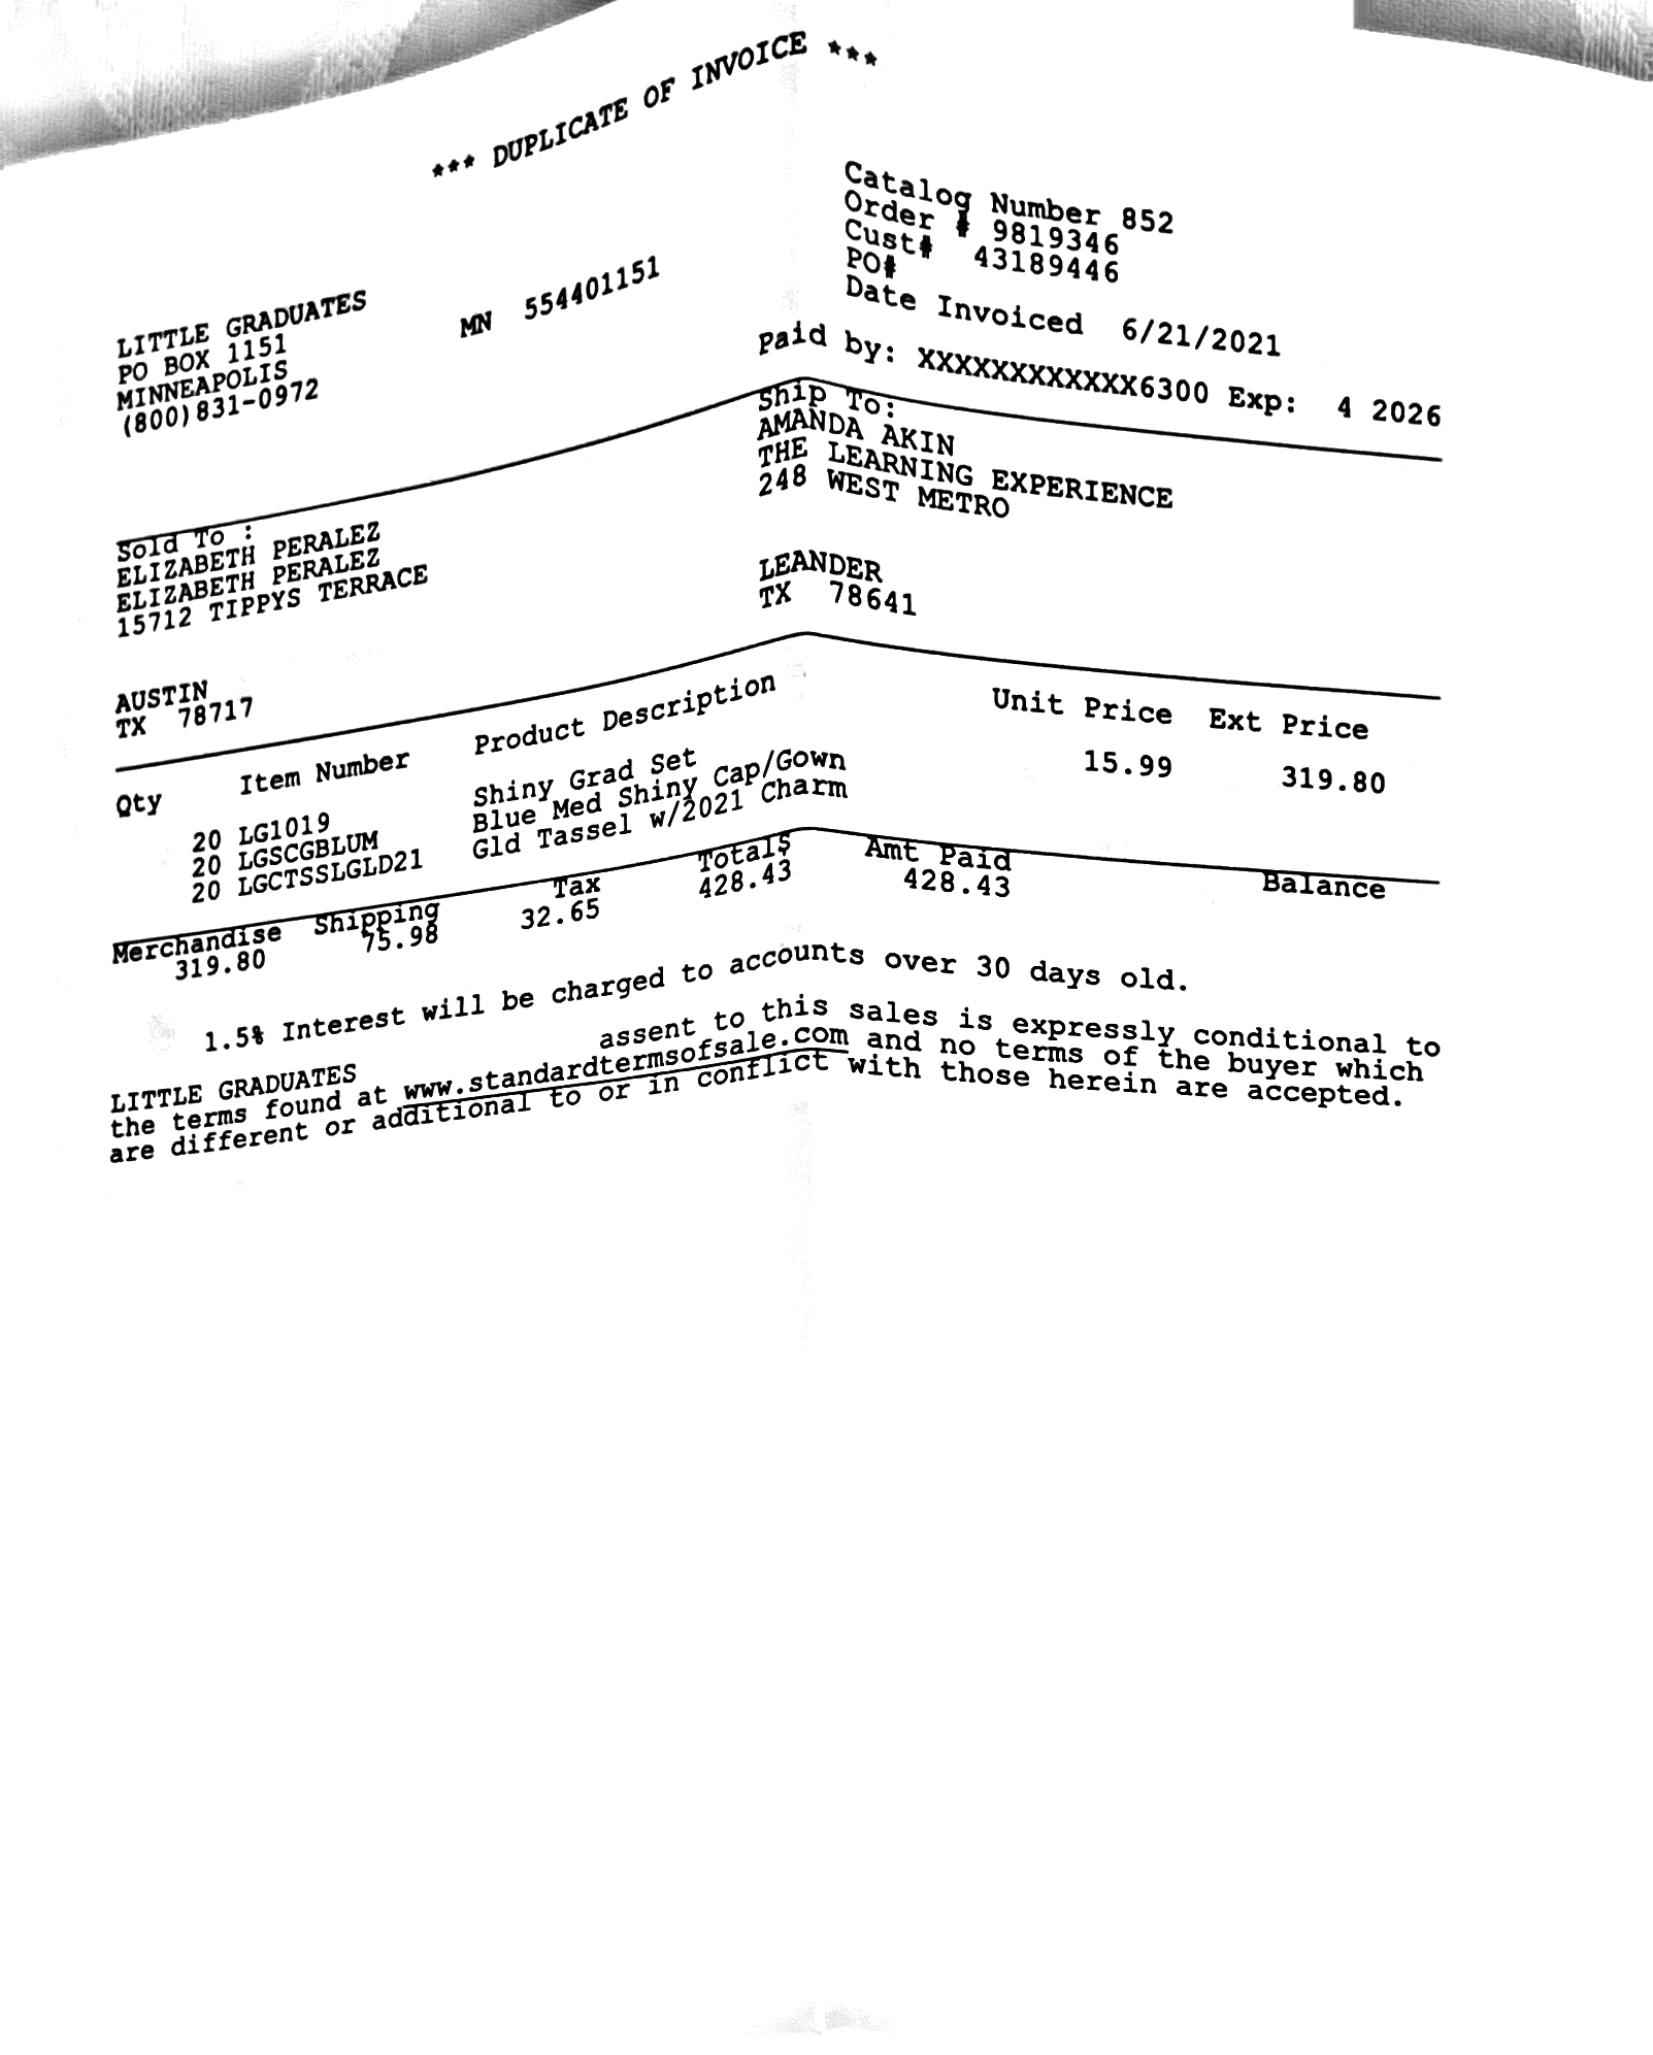 *** DUPLICATE OF INVOICE ***
Catalog Number 852
Order # 9819346
Cust# 43189446
PO#
Date Invoiced 6/21/2021
LITTLE GRADUATES
PO BOX 1151
MINNEAPOLIS MN 554401151
(800)831-0972
Paid by: XXXXXXXXXXXX6300 Exp: 4 2026
Sold To :
ELIZABETH PERALEZ
ELIZABETH PERALEZ
15712 TIPPYS TERRACE
AUSTIN
TX 78717
Ship To:
AMANDA AKIN
THE LEARNING EXPERIENCE
248 WEST METRO
LEANDER
TX 78641
Qty Item Number Product Description Unit Price Ext Price
20 LG1019 Shiny Grad Set 15.99 319.80
20 LGSCGBLUM Blue Med Shiny Cap/Gown
20 LGCTSSLGLD21 Gld Tassel w/2021 Charm
Merchandise Shipping Tax Total$ Amt Paid Balance
319.80 75.98 32.65 428.43 428.43
1.5% Interest will be charged to accounts over 30 days old.
LITTLE GRADUATES assent to this sales is expressly conditional to
the terms found at www.standardtermsofsale.com and no terms of the buyer which
are different or additional to or in conflict with those herein are accepted.